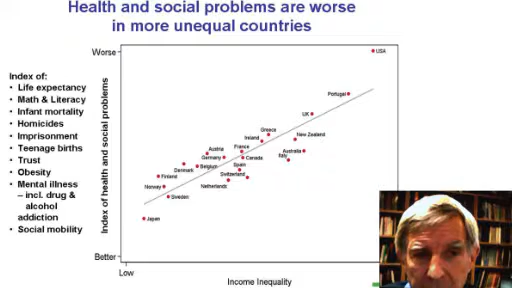 Health and social problems are worse
in more unequal countries
Index of:
• Life expectancy
• Math & Literacy
• Infant mortality
• Homicides
• Imprisonment
• Teenage births
• Trust
• Obesity
• Mental illness
– incl. drug &
alcohol
addiction
• Social mobility
Index of health and social problems
Worse
Better
USA
Portugal
UK
Greece
New Zealand
Ireland
Austria
France
Australia
Germany
Canada
Italy
Denmark
Belgium
Spain
Finland
Switzerland
Norway
Netherlands
Sweden
Japan
Low
Income Inequality